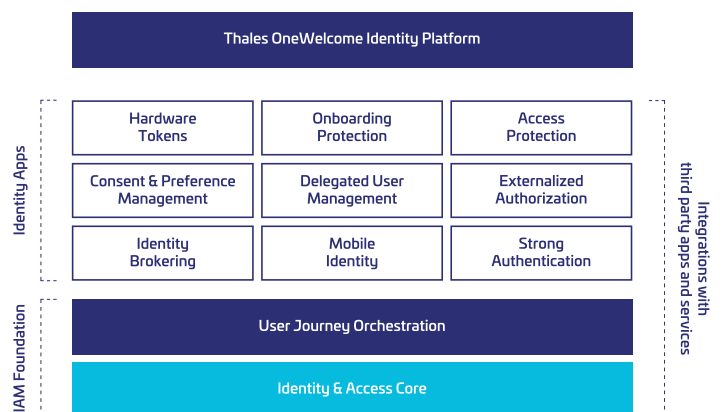 Thales OneWelcome Identity Platform
Identity Apps
Hardware
Tokens
Onboarding
Protection
Access
Protection
Consent & Preference
Management
Delegated User
Management
Externalized
Authorization
Identity
Brokering
Mobile
Identity
Strong
Authentication
Integrations with
third party apps and services
IAM Foundation
User Journey Orchestration
Identity & Access Core